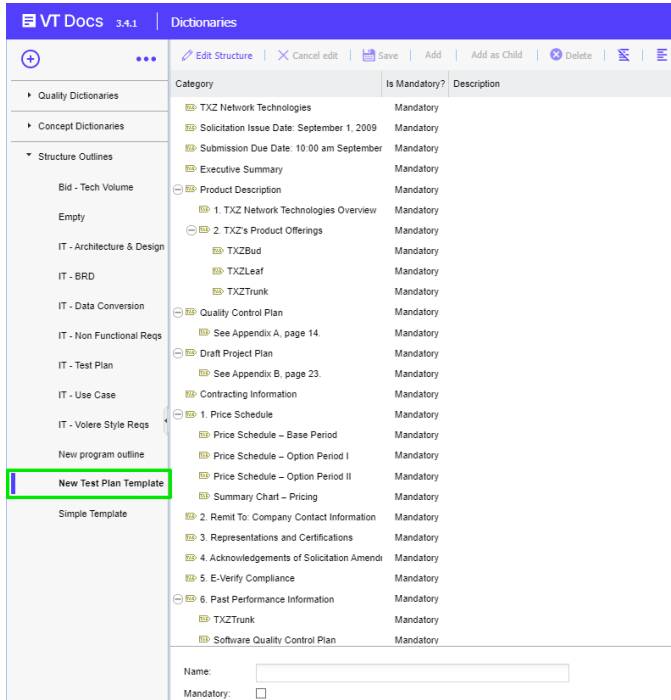 VT Docs 3.4.1 Dictionaries
Edit Structure Cancel edit Save Add Add as Child Delete
Category Is Mandatory? Description
Quality Dictionaries
Concept Dictionaries
Structure Outlines
Bid - Tech Volume
Empty
IT - Architecture & Design
IT - BRD
IT - Data Conversion
IT - Non Functional Reqs
IT - Test Plan
IT - Use Case
IT - Volere Style Reqs
New program outline
New Test Plan Template
Simple Template
TXZ Network Technologies Mandatory
Solicitation Issue Date: September 1, 2009 Mandatory
Submission Due Date: 10:00 am September Mandatory
Executive Summary Mandatory
Product Description Mandatory
1. TXZ Network Technologies Overview Mandatory
2. TXZ's Product Offerings Mandatory
TXZBud Mandatory
TXZLeaf Mandatory
TXZTrunk Mandatory
Quality Control Plan Mandatory
See Appendix A, page 14. Mandatory
Draft Project Plan Mandatory
See Appendix B, page 23. Mandatory
Contracting Information Mandatory
1. Price Schedule Mandatory
Price Schedule – Base Period Mandatory
Price Schedule – Option Period I Mandatory
Price Schedule – Option Period II Mandatory
Summary Chart – Pricing Mandatory
2. Remit To: Company Contact Information Mandatory
3. Representations and Certifications Mandatory
4. Acknowledgements of Solicitation Amend Mandatory
5. E-Verify Compliance Mandatory
6. Past Performance Information Mandatory
TXZTrunk Mandatory
Software Quality Control Plan Mandatory
Name:
Mandatory: